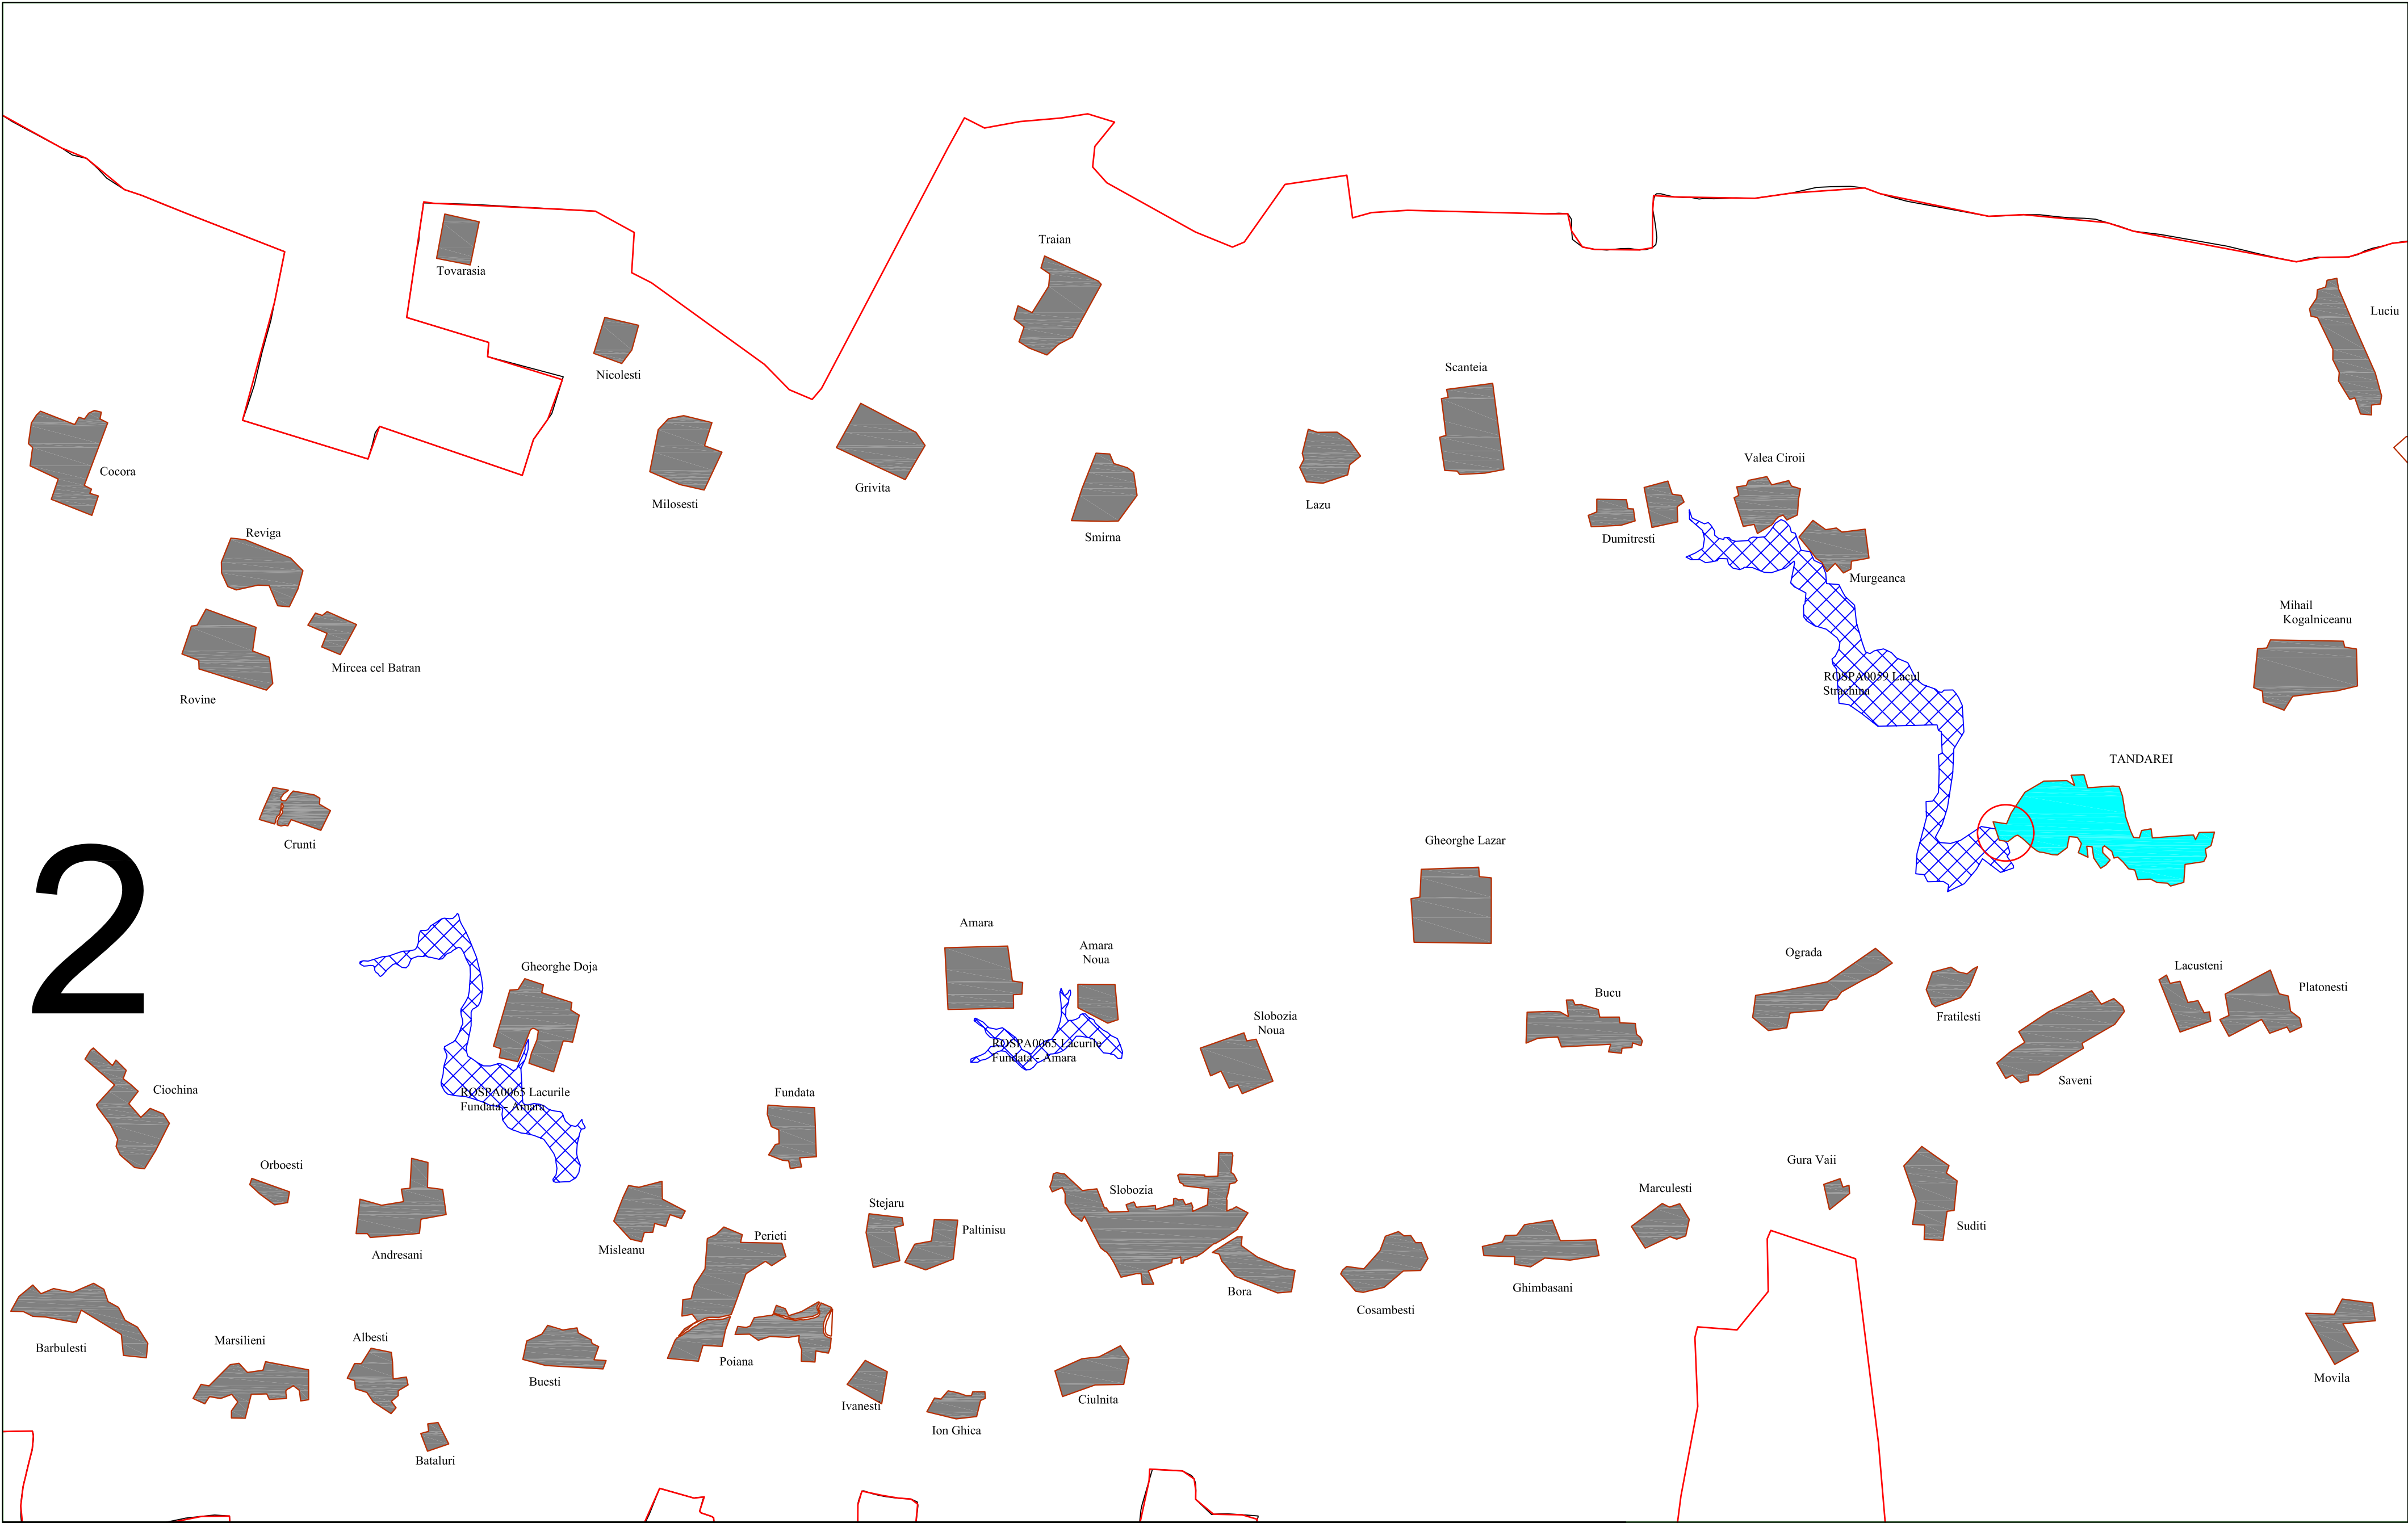 Traian
Tovarasia
Luciu
Nicolesti
Scanteia
Cocora
Valea Ciroii
Grivita
Milosesti
Lazu
Reviga
Smirna
Dumitresti
Murgeanca
Mihail
Kogalniceanu
Mircea cel Batran
ROSPA0059 Lacul
Strachina
Rovine
TANDAREI
Crunti
Gheorghe Lazar
2
Amara
Amara
Noua
Ograda
Gheorghe Doja
Lacusteni
Platonesti
Bucu
Slobozia
Noua
Fratilesti
ROSPA0065 Lacurile
Fundata - Amara
Saveni
Ciochina
ROSPA0065 Lacurile
Fundata - Amara
Fundata
Orboesti
Gura Vaii
Slobozia
Marculesti
Stejaru
Paltinisu
Suditi
Perieti
Misleanu
Andresani
Ghimbasani
Bora
Cosambesti
Albesti
Marsilieni
Barbulesti
Poiana
Buesti
Movila
Ciulnita
Ivanesti
Ion Ghica
Bataluri